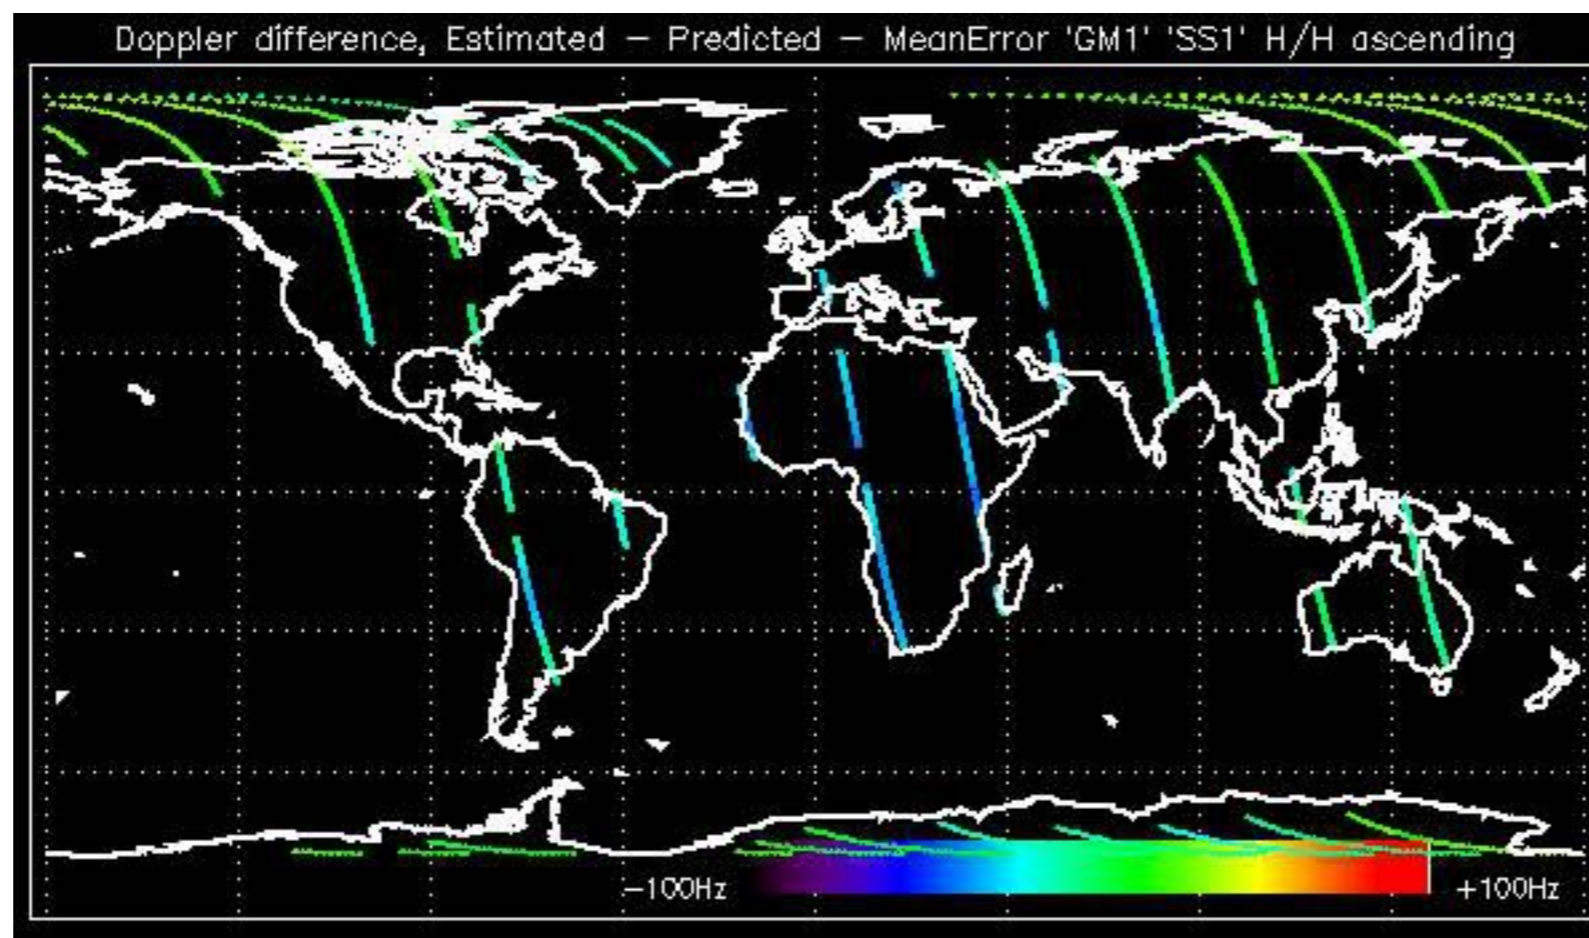 Doppler difference, Estimated — Predicted — MeanError 'GM1' 'SS1' H/H ascending
−100Hz +100Hz